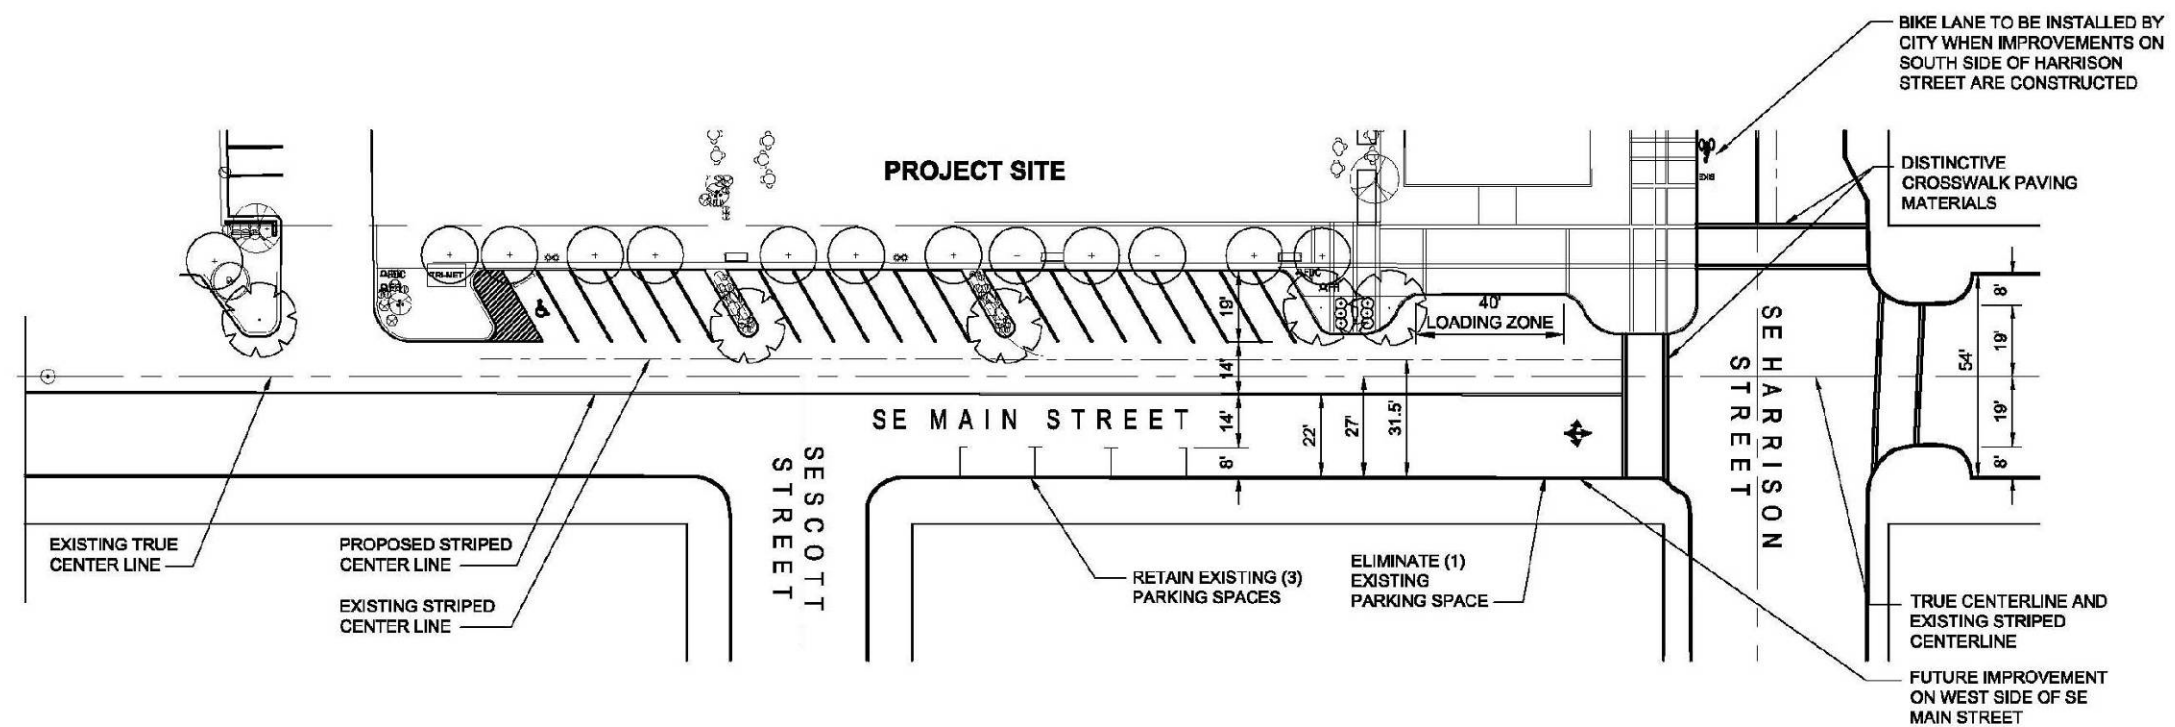 BIKE LANE TO BE INSTALLED BY
CITY WHEN IMPROVEMENTS ON
SOUTH SIDE OF HARRISON
STREET ARE CONSTRUCTED
PROJECT SITE
DISTINCTIVE
CROSSWALK PAVING
MATERIALS
BIKE
TRI-MET
19'
40'
LOADING ZONE
14'
14'
8'
22'
27'
31.5'
8'
19'
54'
19'
8'
SE MAIN STREET
SE SCOTT
STREET
SE HARRISON
STREET
EXISTING TRUE
CENTER LINE
PROPOSED STRIPED
CENTER LINE
EXISTING STRIPED
CENTER LINE
RETAIN EXISTING (3)
PARKING SPACES
ELIMINATE (1)
EXISTING
PARKING SPACE
TRUE CENTERLINE AND
EXISTING STRIPED
CENTERLINE
FUTURE IMPROVEMENT
ON WEST SIDE OF SE
MAIN STREET